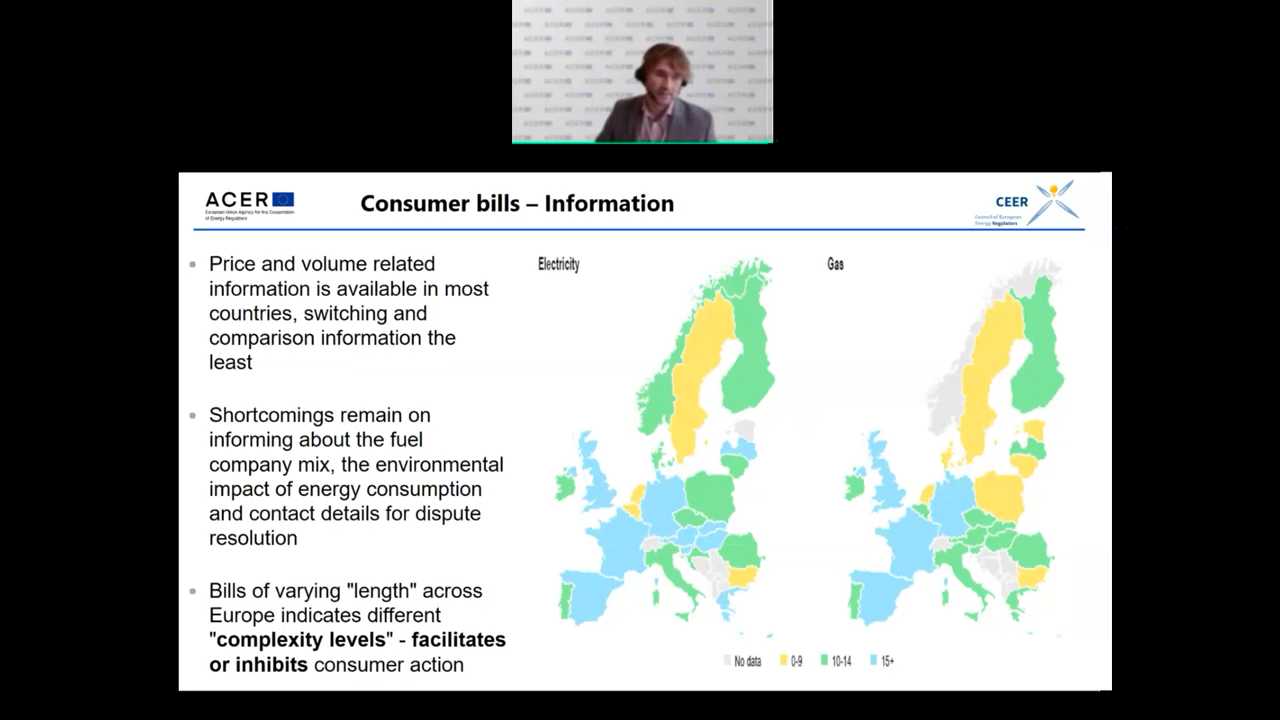 ACER
European Union Agency for the Cooperation
of Energy Regulators
Consumer bills – Information
CEER
Council of European
Energy Regulators
• Price and volume related
information is available in most
countries, switching and
comparison information the
least
• Shortcomings remain on
informing about the fuel
company mix, the environmental
impact of energy consumption
and contact details for dispute
resolution
• Bills of varying "length" across
Europe indicates different
"complexity levels" - facilitates
or inhibits consumer action
Electricity
Gas
No data
0-9
10-14
15+